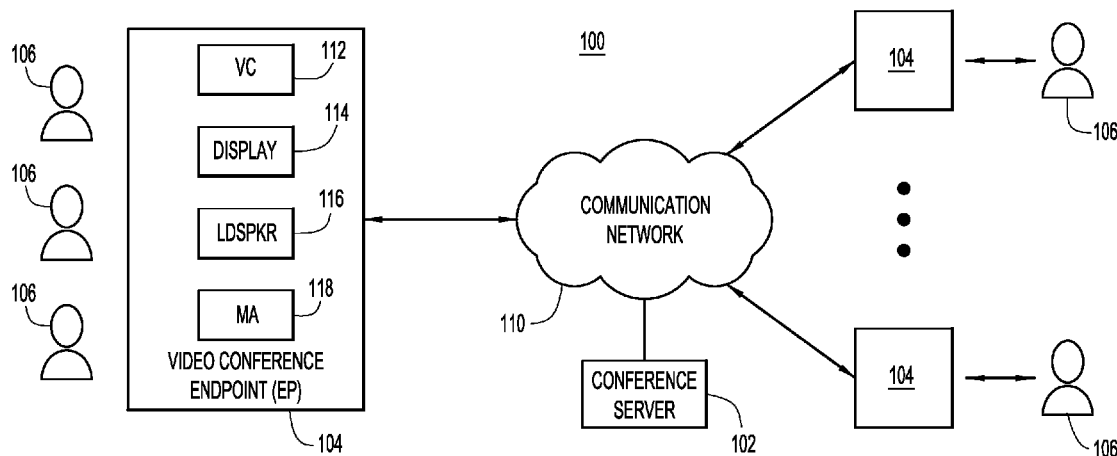 106
106
106
VC
112
DISPLAY
114
LDSPKR
116
MA
118
VIDEO CONFERENCE
ENDPOINT (EP)
104
100
COMMUNICATION
NETWORK
110
CONFERENCE
SERVER
102
104
106
104
106